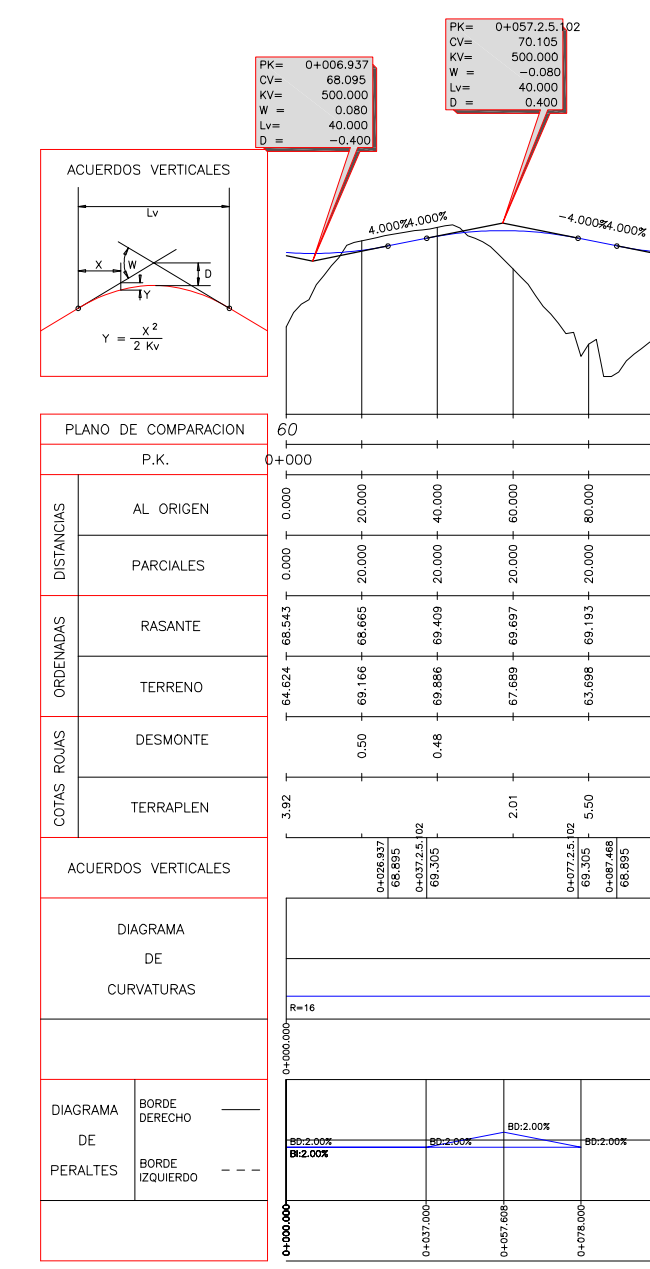 PK= 0+006.937
CV= 68.095
KV= 500.000
W = 0.080
Lv= 40.000
D = -0.400
PK= 0+057.2.5.102
CV= 70.105
KV= 500.000
W = -0.080
Lv= 40.000
D = 0.400
ACUERDOS VERTICALES
Lv
X
W
D
Y
Y = X 2
2 Kv
4.000% 4.000%
-4.000% 4.000%
PLANO DE COMPARACION 60
P.K. 0+000
DISTANCIAS
AL ORIGEN 0.000 20.000 40.000 60.000 80.000
PARCIALES 0.000 20.000 20.000 20.000 20.000
ORDENADAS
RASANTE 68.543 68.665 69.409 69.697 69.193
TERRENO 64.624 69.166 69.886 67.689 63.698
COTAS ROJAS
DESMONTE 0.50 0.48
TERRAPLEN 3.92 2.01 5.50
ACUERDOS VERTICALES
0+026.937
68.895
0+037.2.5.102
69.305
0+077.2.5.102
69.305
0+087.468
68.895
DIAGRAMA
DE
CURVATURAS
R=16
0+000.000
DIAGRAMA
DE
PERALTES
BORDE
DERECHO
BORDE
IZQUIERDO
BD:2.00%
BI:2.00%
BD:2.00%
BD:2.00%
BD:2.00%
0+000.000
0+037.000
0+057.608
0+078.000